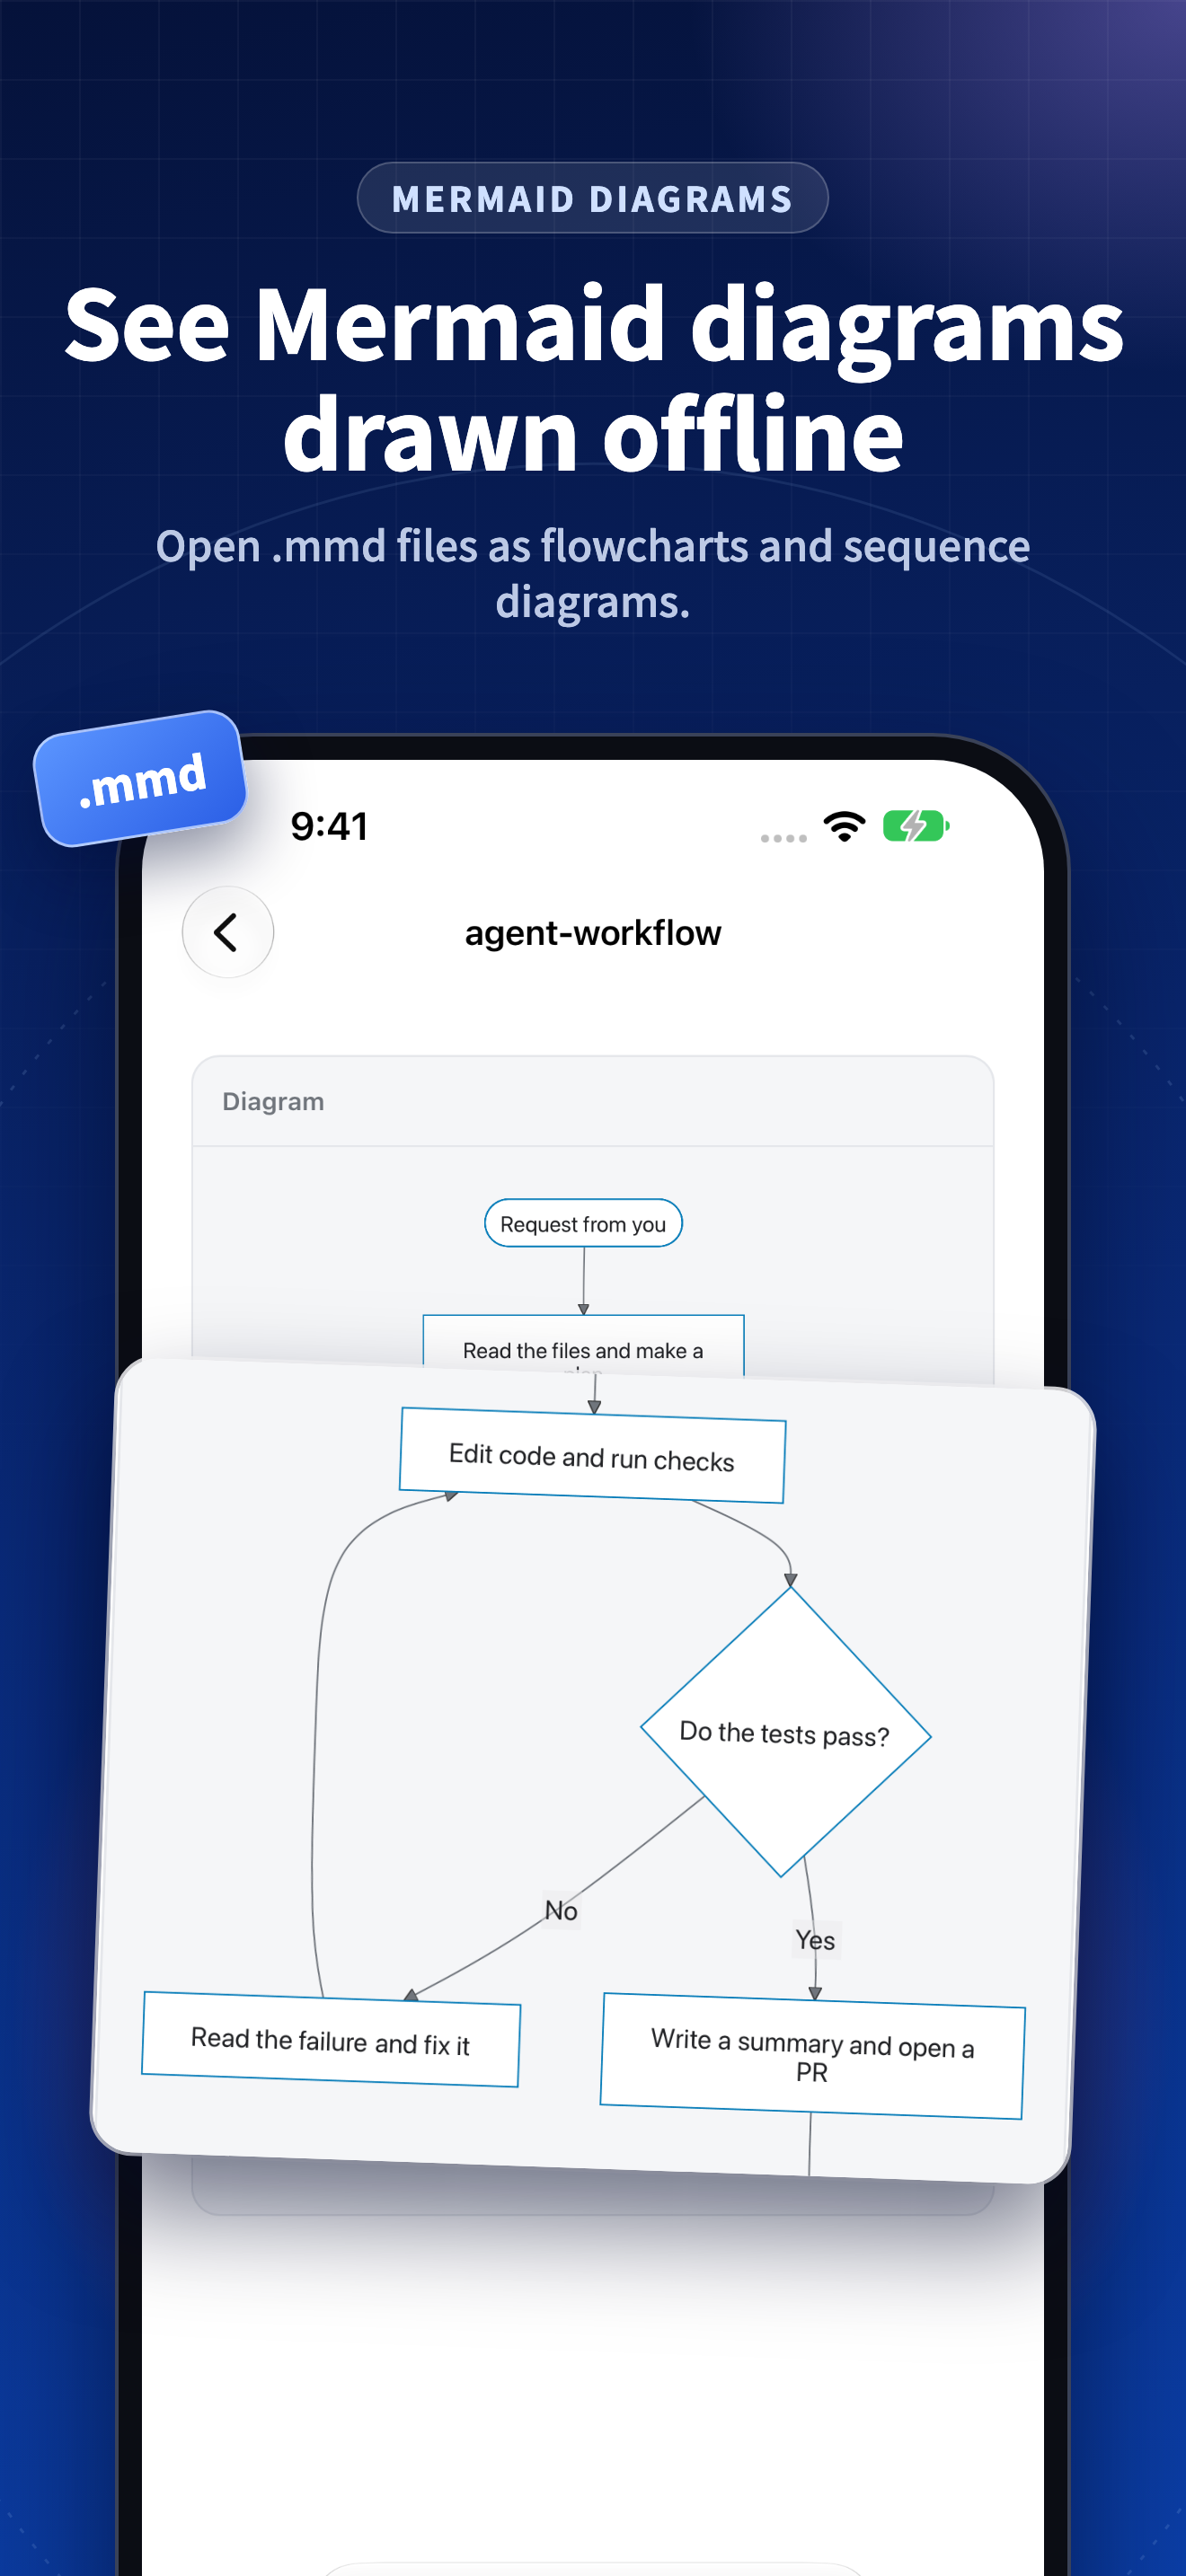 MERMAID DIAGRAMS
See Mermaid diagrams
drawn offline
Open .mmd files as flowcharts and sequence
diagrams.
.mmd
9:41
agent-workflow
Diagram
Request from you
Read the files and make a
Edit code and run checks
Do the tests pass?
No
Yes
Read the failure and fix it
Write a summary and open a
PR